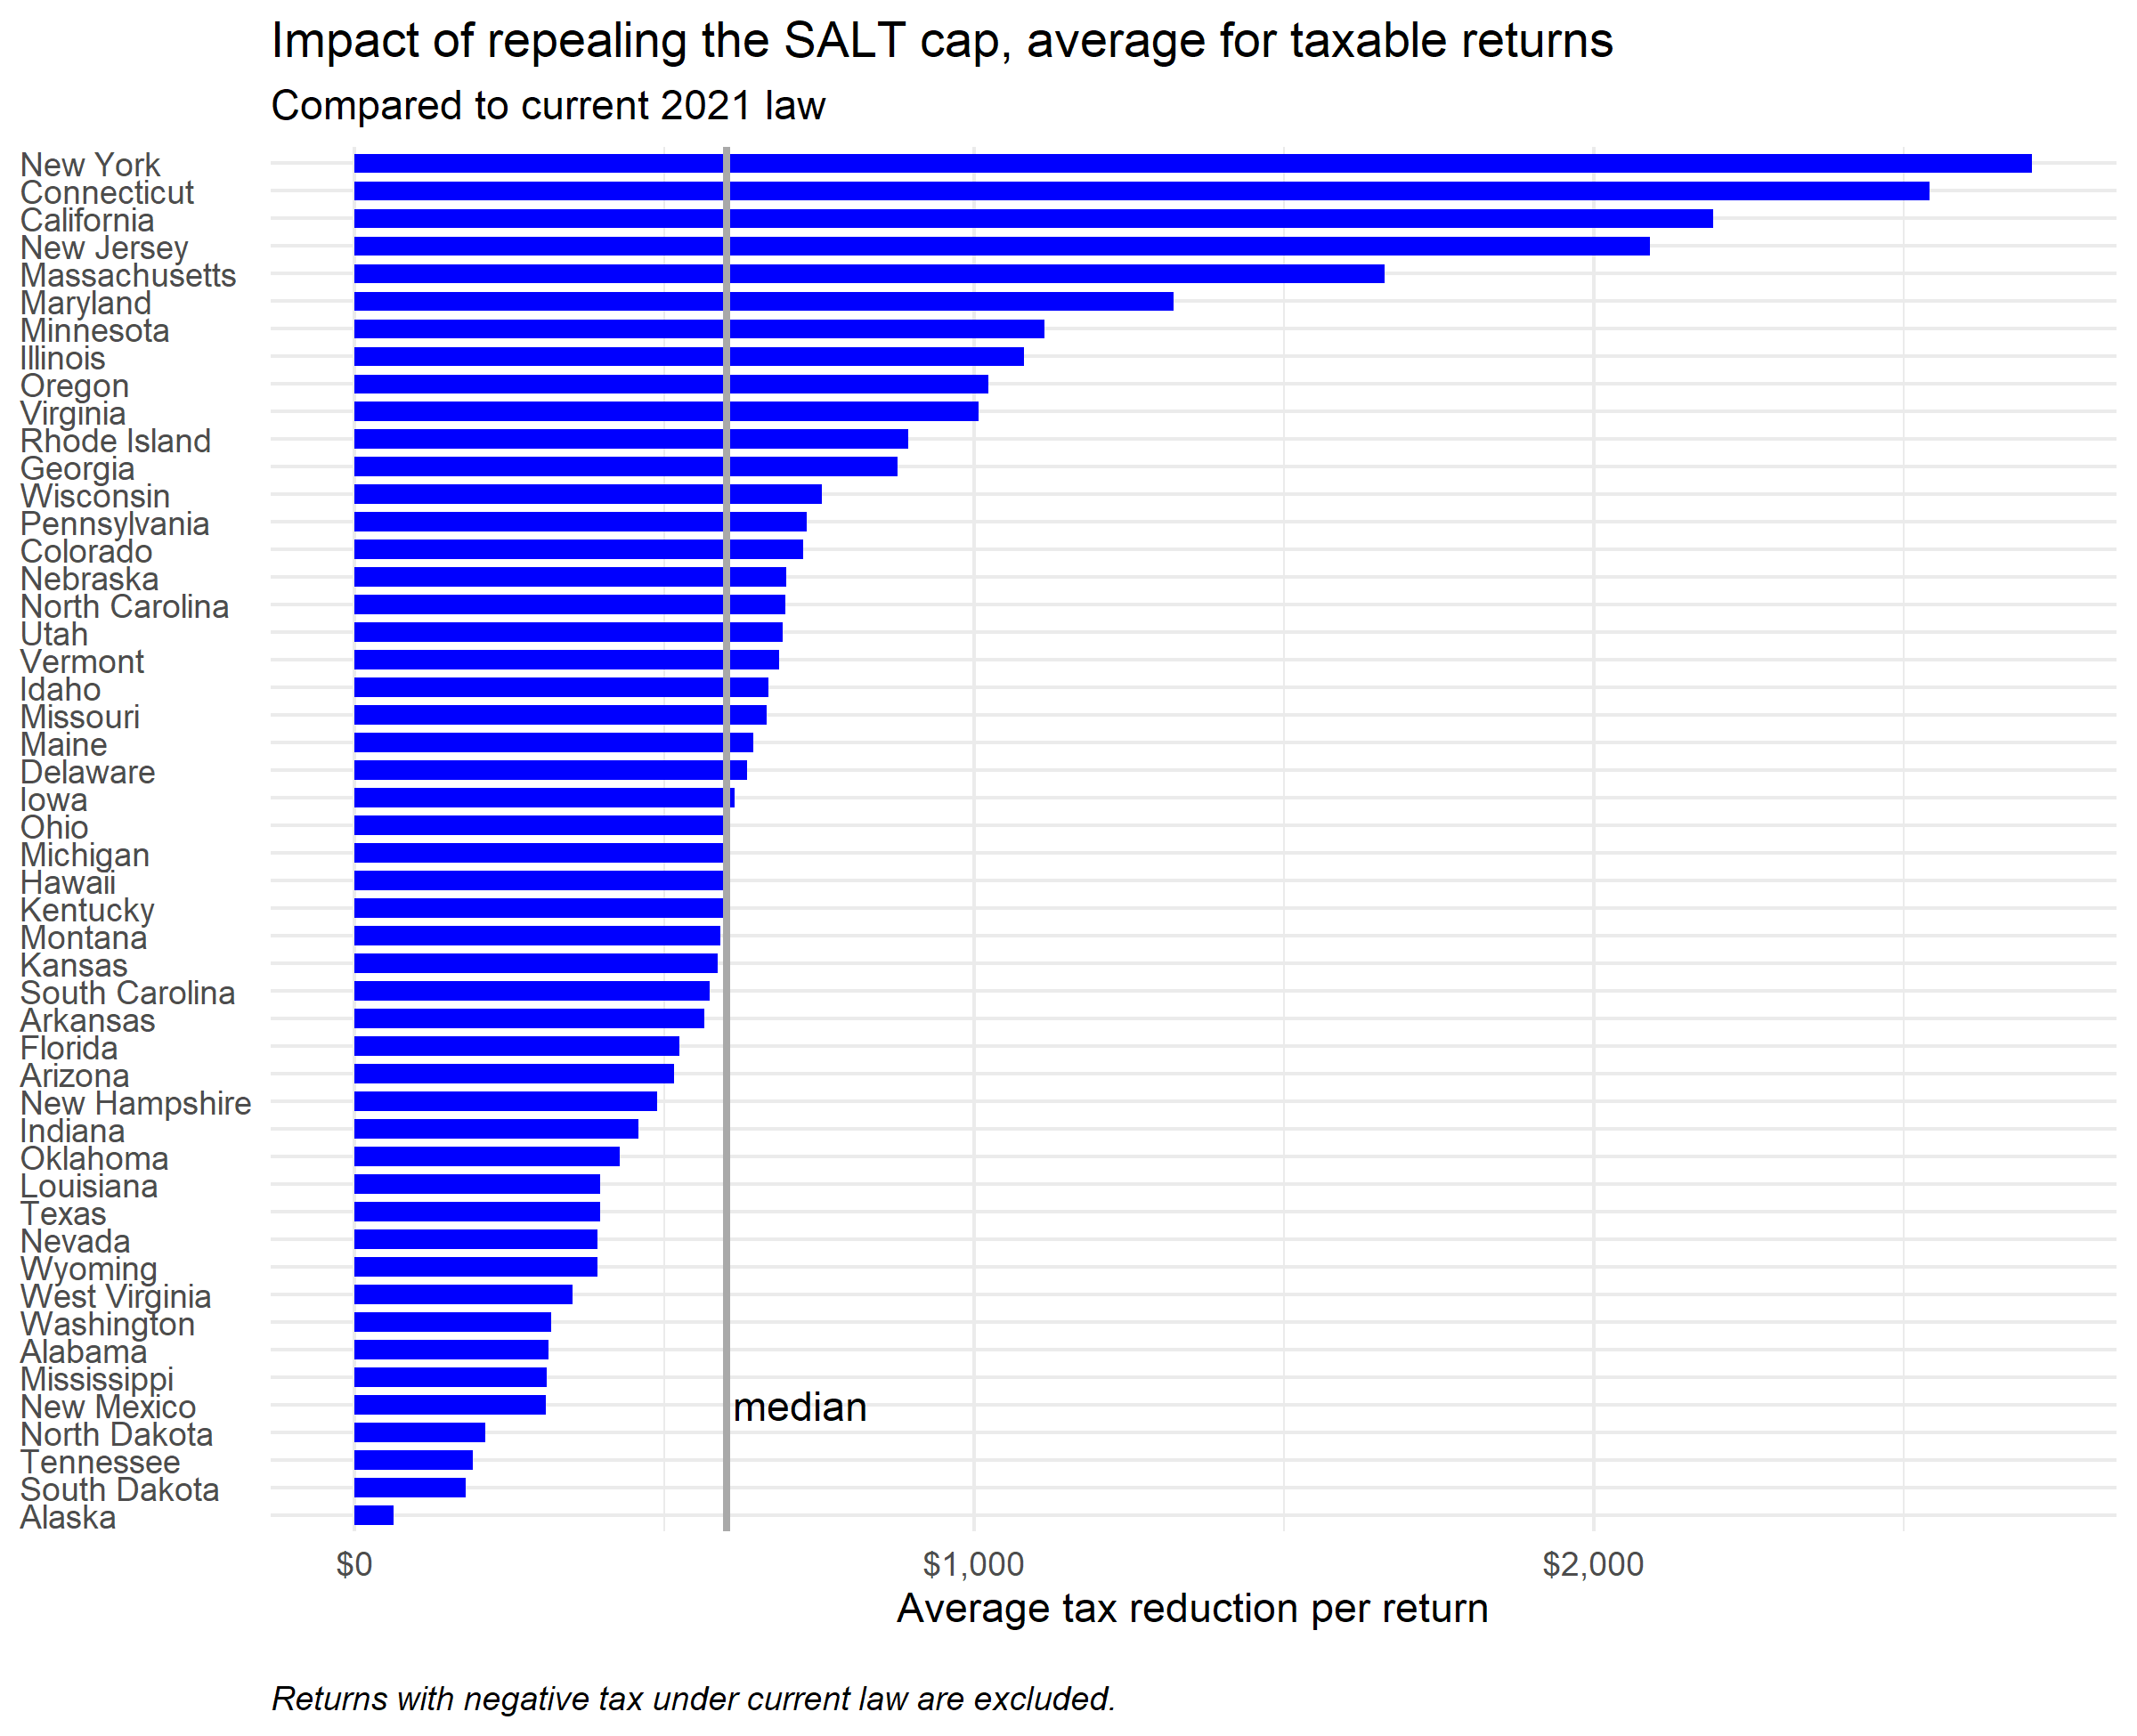 Impact of repealing the SALT cap, average for taxable returns
Compared to current 2021 law
New York
Connecticut
California
New Jersey
Massachusetts
Maryland
Minnesota
Illinois
Oregon
Virginia
Rhode Island
Georgia
Wisconsin
Pennsylvania
Colorado
Nebraska
North Carolina
Utah
Vermont
Idaho
Missouri
Maine
Delaware
Iowa
Ohio
Michigan
Hawaii
Kentucky
Montana
Kansas
South Carolina
Arkansas
Florida
Arizona
New Hampshire
Indiana
Oklahoma
Louisiana
Texas
Nevada
Wyoming
West Virginia
Washington
Alabama
Mississippi
New Mexico
median
North Dakota
Tennessee
South Dakota
Alaska
$0 $1,000 $2,000
Average tax reduction per return
Returns with negative tax under current law are excluded.